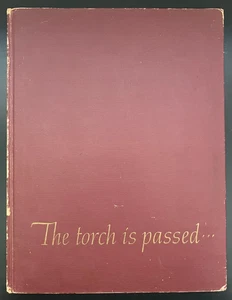 The torch is passed...